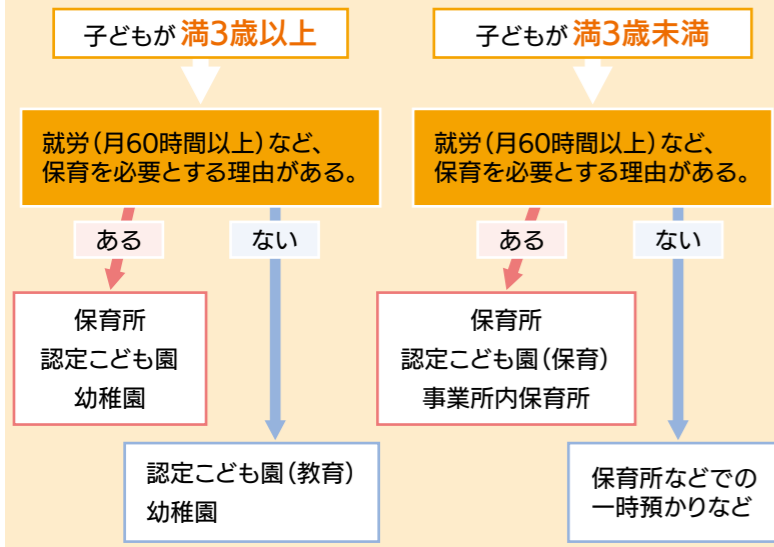 子どもが 満3歳以上
就労(月60時間以上)など、
保育を必要とする理由がある。
ある
ない
保育所
認定こども園
幼稚園
認定こども園(教育)
幼稚園
子どもが 満3歳未満
就労(月60時間以上)など、
保育を必要とする理由がある。
ある
ない
保育所
認定こども園(保育)
事業所内保育所
保育所などでの
一時預かりなど